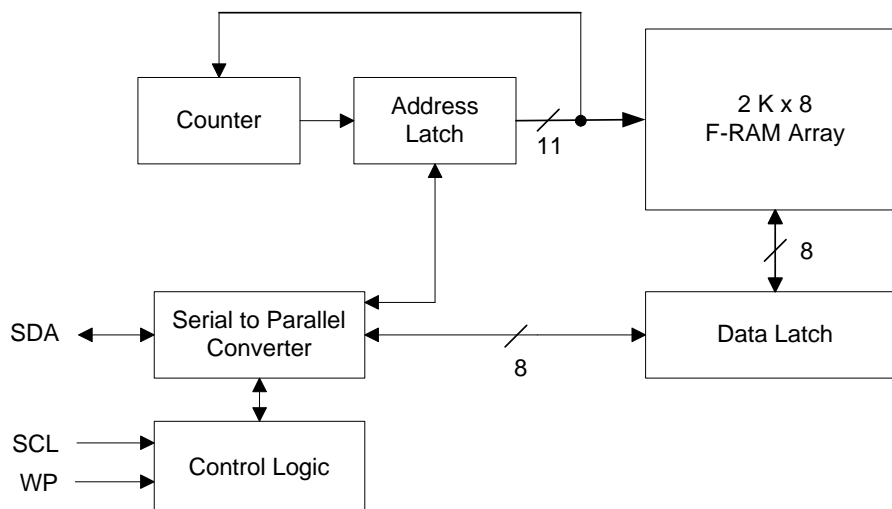 Counter
Address
Latch
11
2 K x 8
F-RAM Array
8
SDA
Serial to Parallel
Converter
8
Data Latch
SCL
WP
Control Logic